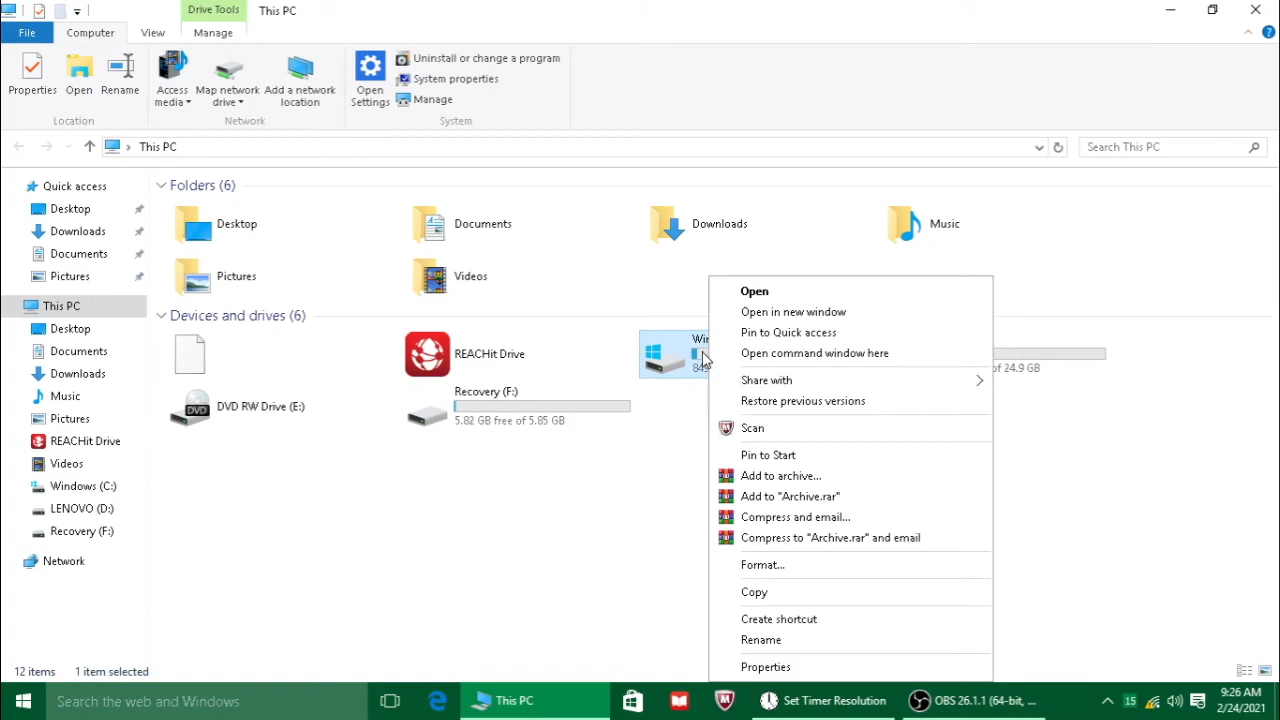 Drive Tools
This PC
File
Computer
View
Manage
Properties
Open
Rename
Access media
Map network drive
Add a network location
Open Settings
Uninstall or change a program
System properties
Manage
Location
Network
System
This PC
Search This PC
Quick access
Desktop
Downloads
Documents
Pictures
This PC
Desktop
Documents
Downloads
Music
Pictures
REACHit Drive
Videos
Windows (C:)
LENOVO (D:)
Recovery (F:)
Network
Folders (6)
Desktop
Documents
Downloads
Music
Pictures
Videos
Devices and drives (6)
REACHit Drive
of 24.9 GB
DVD RW Drive (E:)
Recovery (F:)
5.82 GB free of 5.85 GB
Open
Open in new window
Pin to Quick access
Open command window here
Share with
Restore previous versions
Scan
Pin to Start
Add to archive...
Add to "Archive.rar"
Compress and email...
Compress to "Archive.rar" and email
Format...
Copy
Create shortcut
Rename
Properties
12 items
1 item selected
Search the web and Windows
This PC
Set Timer Resolution
OBS 26.1.1 (64-bit, ...
15
9:26 AM
2/24/2021